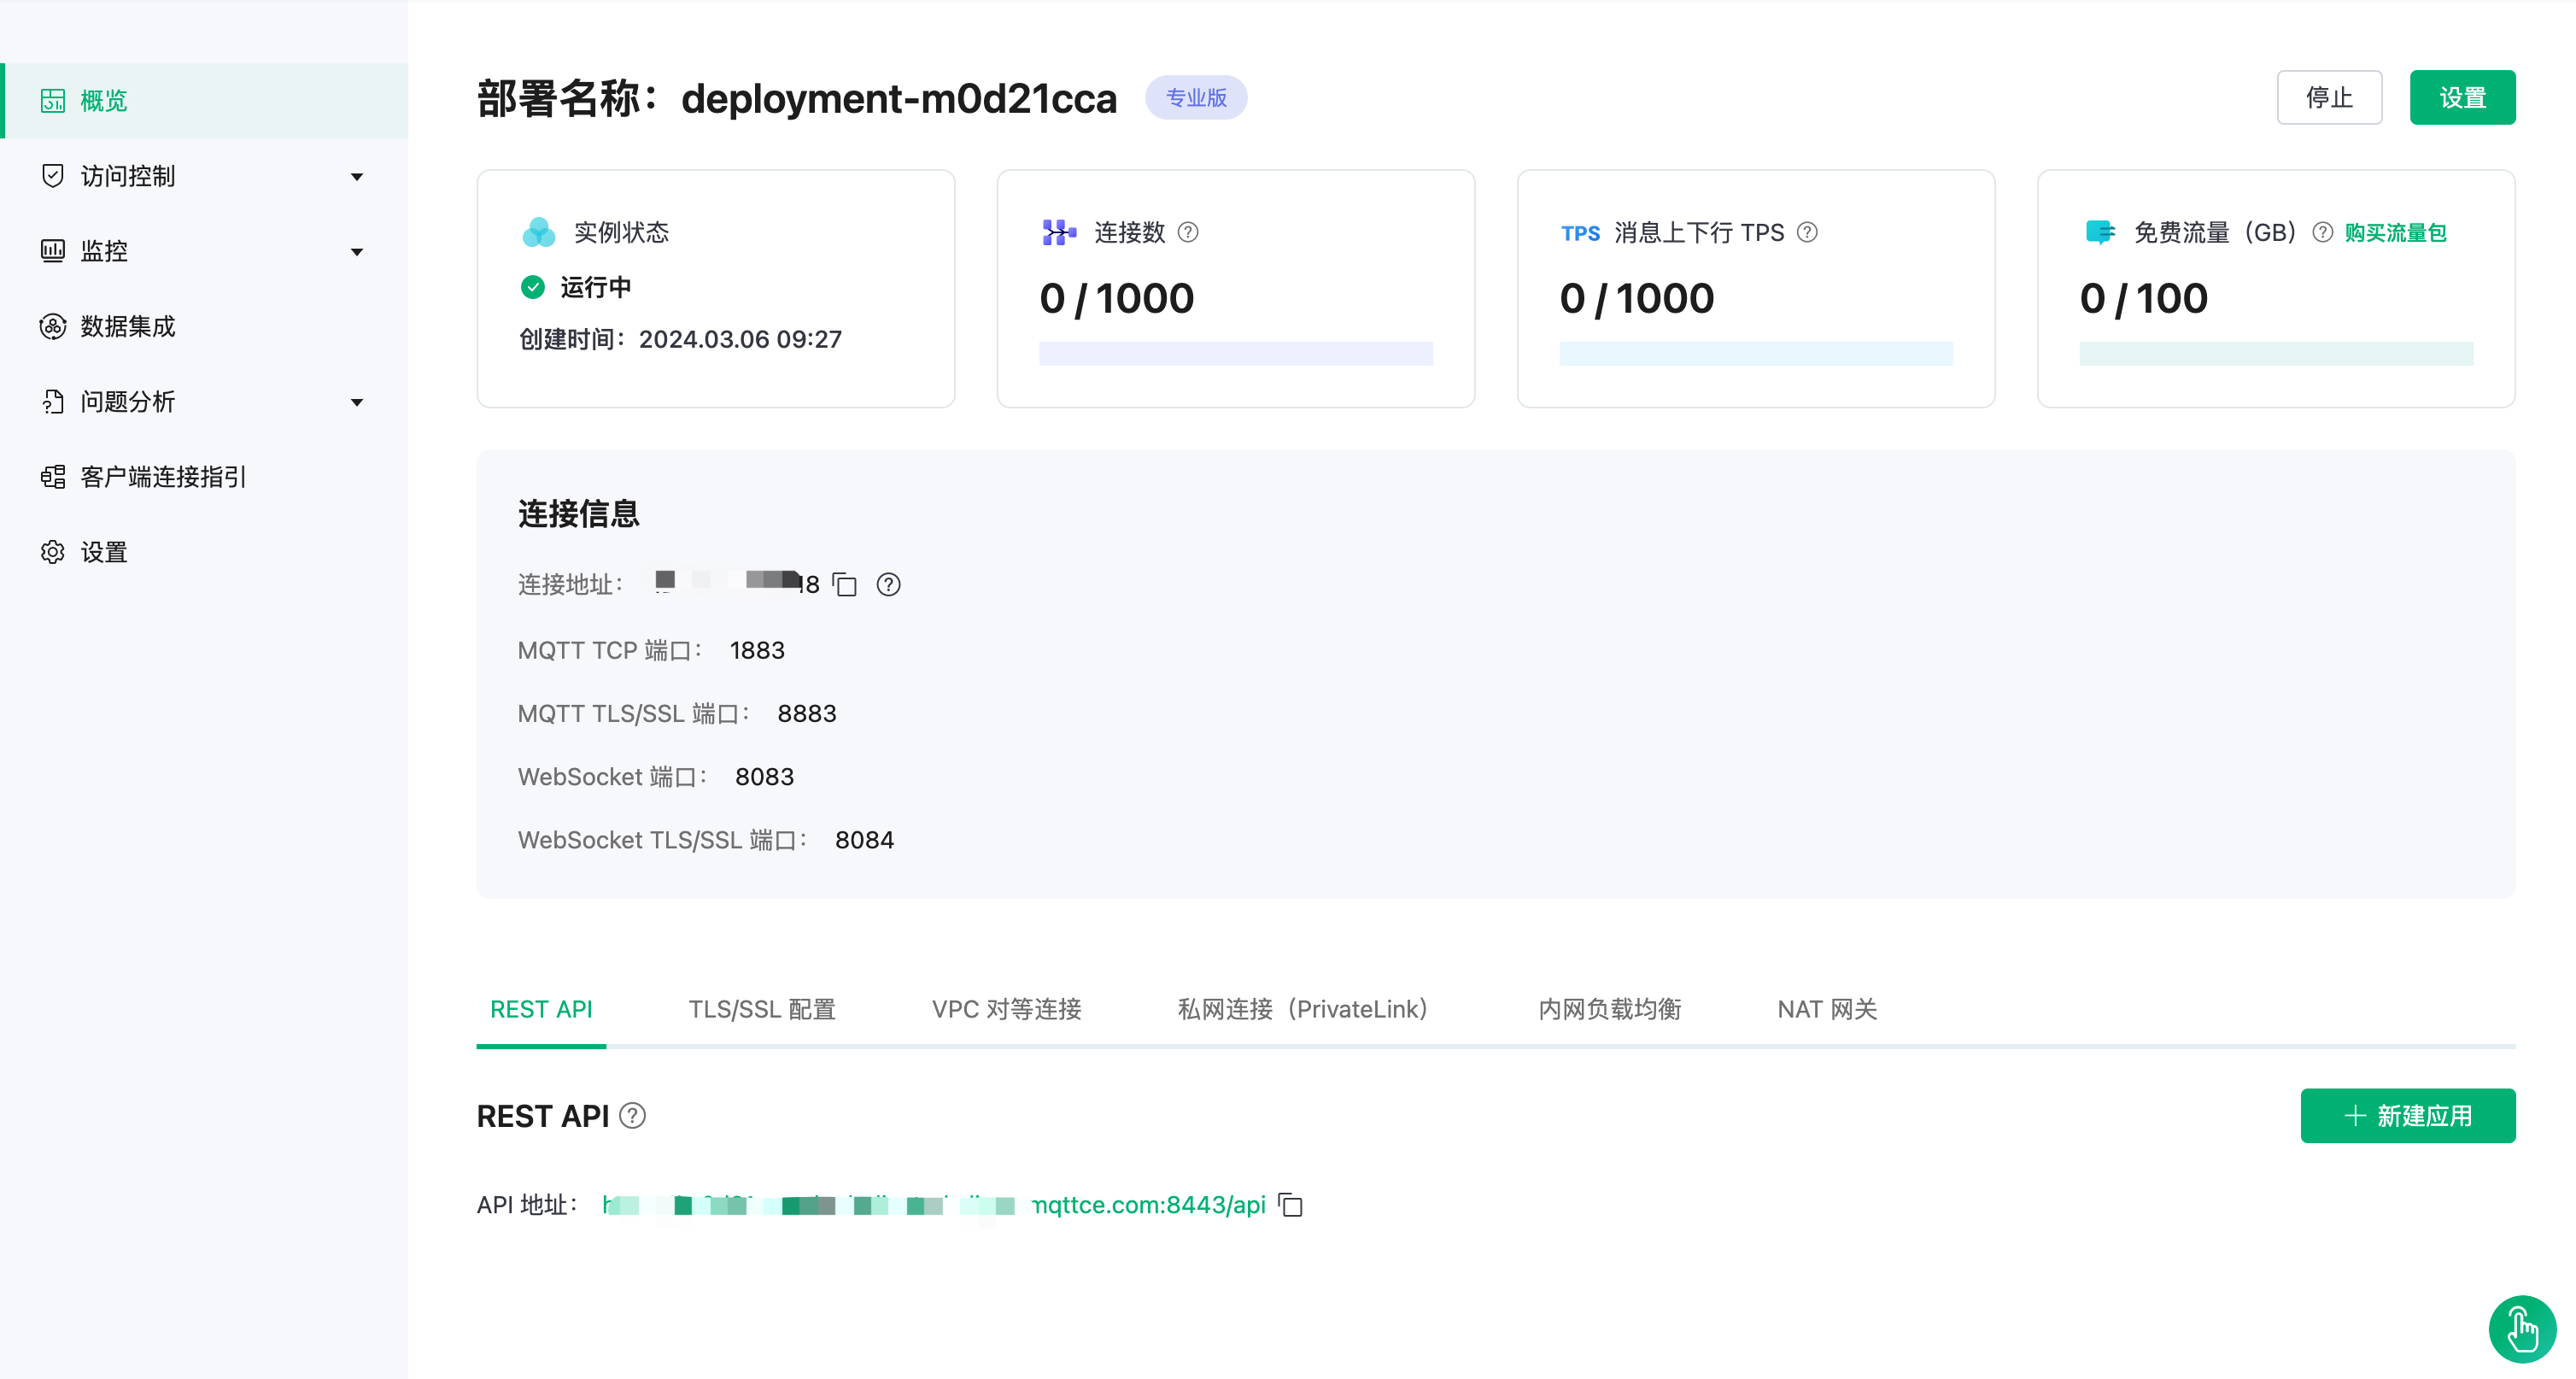 概览
访问控制
监控
数据集成
问题分析
客户端连接指引
设置
部署名称：deployment-m0d21cca 专业版
停止
设置
实例状态
运行中
创建时间：2024.03.06 09:27
连接数
0 / 1000
TPS 消息上下行 TPS
0 / 1000
免费流量（GB） 购买流量包
0 / 100
连接信息
连接地址： 8
MQTT TCP 端口： 1883
MQTT TLS/SSL 端口： 8883
WebSocket 端口： 8083
WebSocket TLS/SSL 端口： 8084
REST API
TLS/SSL 配置
VPC 对等连接
私网连接（PrivateLink）
内网负载均衡
NAT 网关
REST API
新建应用
API 地址： mqttce.com:8443/api